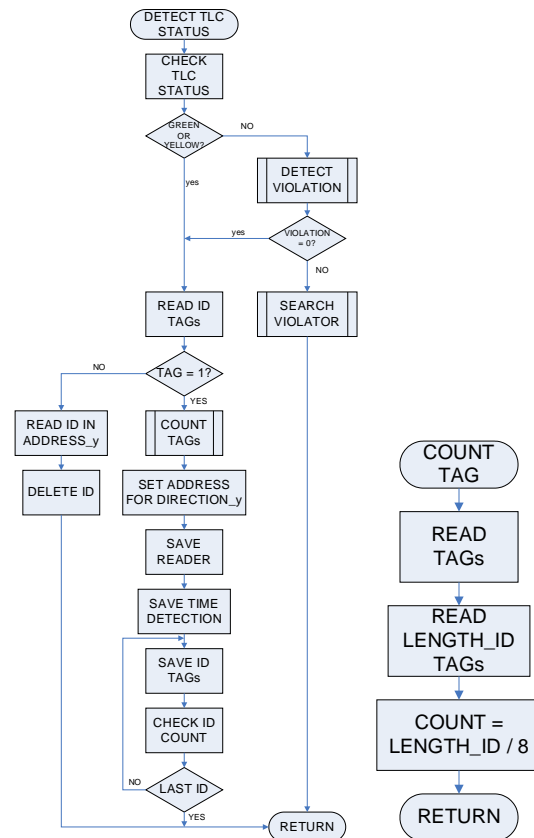 DETECT TLC
STATUS
CHECK
TLC
STATUS
GREEN
OR
YELLOW?
NO
yes
DETECT
VIOLATION
yes
VIOLATION
= 0?
NO
READ ID
TAGs
SEARCH
VIOLATOR
TAG = 1?
NO
YES
READ ID IN
ADDRESS_y
COUNT
TAGs
DELETE ID
SET ADDRESS
FOR DIRECTION_y
SAVE
READER
SAVE TIME
DETECTION
SAVE ID
TAGs
CHECK ID
COUNT
NO
LAST ID
YES
RETURN
COUNT
TAG
READ
TAGs
READ
LENGTH_ID
TAGs
COUNT =
LENGTH_ID / 8
RETURN